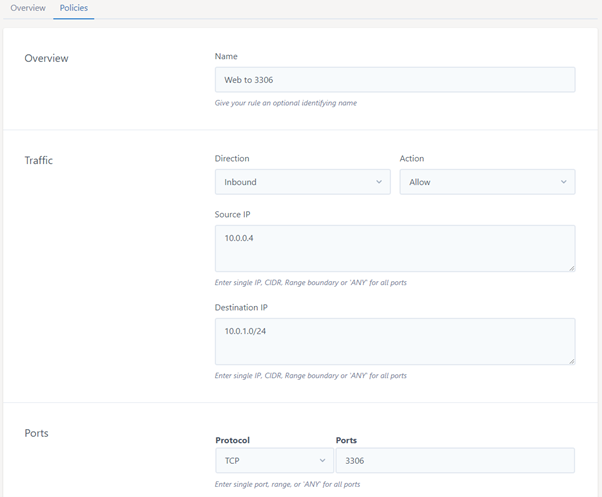 Overview Policies
Overview
Name
Web to 3306
Give your rule an optional identifying name
Traffic
Direction Action
Inbound Allow
Source IP
10.0.0.4
Enter single IP, CIDR, Range boundary or 'ANY' for all ports
Destination IP
10.0.1.0/24
Enter single IP, CIDR, Range boundary or 'ANY' for all ports
Ports
Protocol Ports
TCP 3306
Enter single port, range, or 'ANY' for all ports